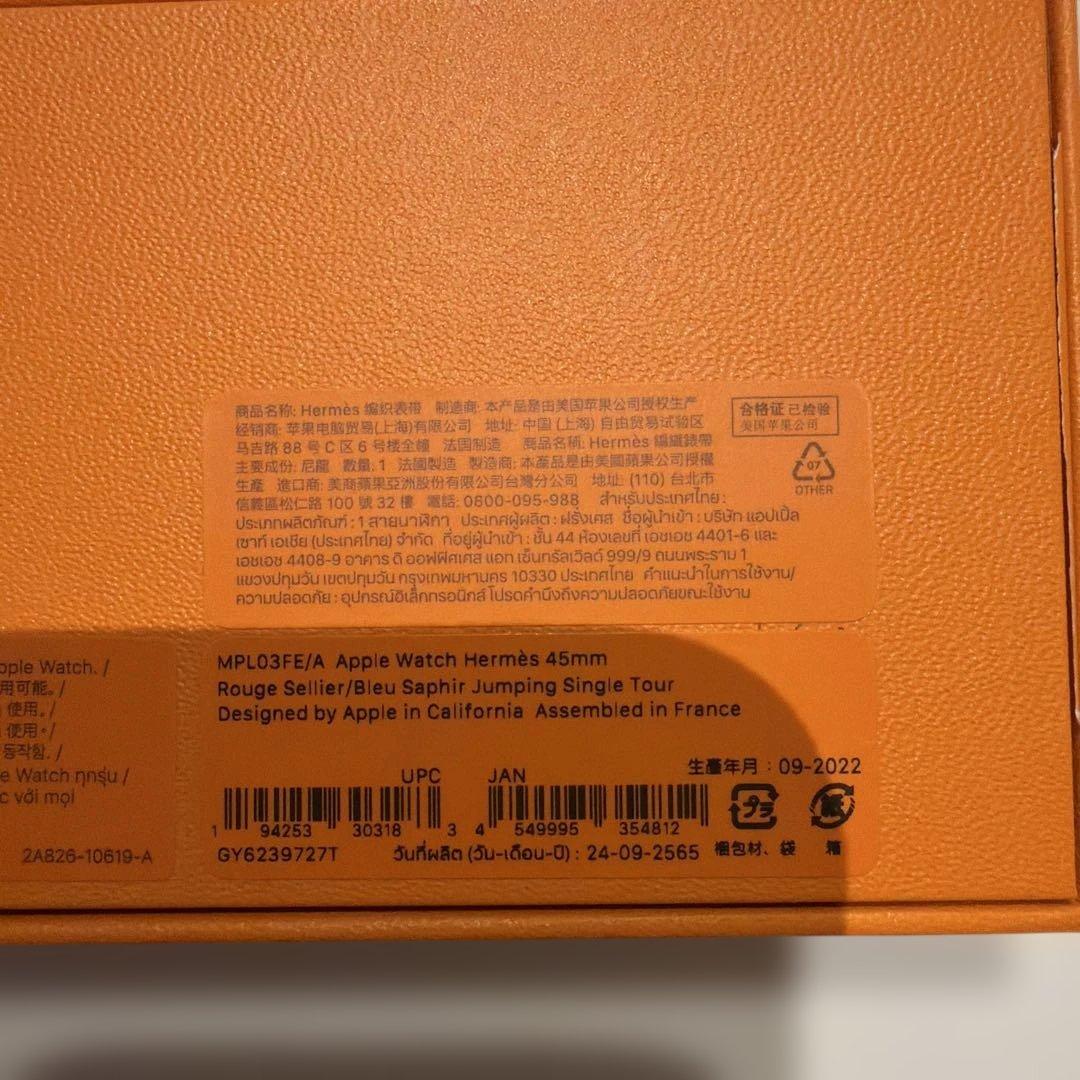 商品名称: Hermès 编织表带 制造商: 本产品是由美国苹果公司授权生产
经销商: 苹果电脑贸易(上海)有限公司 地址: 中国 (上海) 自由贸易试验区
马吉路 88 号 C 区 6 号楼全幢 法国制造 商品名稱: Hermès 編織錶帶
主要成份: 尼龍 數量: 1 法國製造 製造商: 本產品是由美國蘋果公司授權
生產 進口商: 美商蘋果亞洲股份有限公司台灣分公司 地址: (110) 台北市
信義區松仁路 100 號 32 樓 電話: 0800-095-988 สำหรับประเทศไทย :
ประเภทผลิตภัณฑ์ : 1 สายนาฬิกา ประเทศผู้ผลิต : ฝรั่งเศส ชื่อผู้นำเข้า : บริษัท แอปเปิ้ล
เซาท์ เอเชีย (ประเทศไทย) จำกัด ที่อยู่ผู้นำเข้า : ชั้น 44 ห้องเลขที่ เอชเอช 4401-6 และ
เอชเอช 4408-9 อาคาร ดิ ออฟฟิศเศส แอท เซ็นทรัลเวิลด์ 999/9 ถนนพระราม 1
แขวงปทุมวัน เขตปทุมวัน กรุงเทพมหานคร 10330 ประเทศไทย คำแนะนำในการใช้งาน/
ความปลอดภัย : อุปกรณ์อิเล็กทรอนิกส์ โปรดคำนึงถึงความปลอดภัยขณะใช้งาน
合格证 已检验
美国苹果公司
07
OTHER
pple Watch. /
用可能。/
使用。/
使用。/
동작함. /
e Watch ทุกรุ่น /
c với mọi
2A826-10619-A
MPL03FE/A Apple Watch Hermès 45mm
Rouge Sellier/Bleu Saphir Jumping Single Tour
Designed by Apple in California Assembled in France
生產年月：09-2022
UPC JAN
1 94253 30318 3 4 549995 354812
プラ 紙
GY6239727T วันที่ผลิต (วัน-เดือน-ปี) : 24-09-2565 梱包材、袋 箱